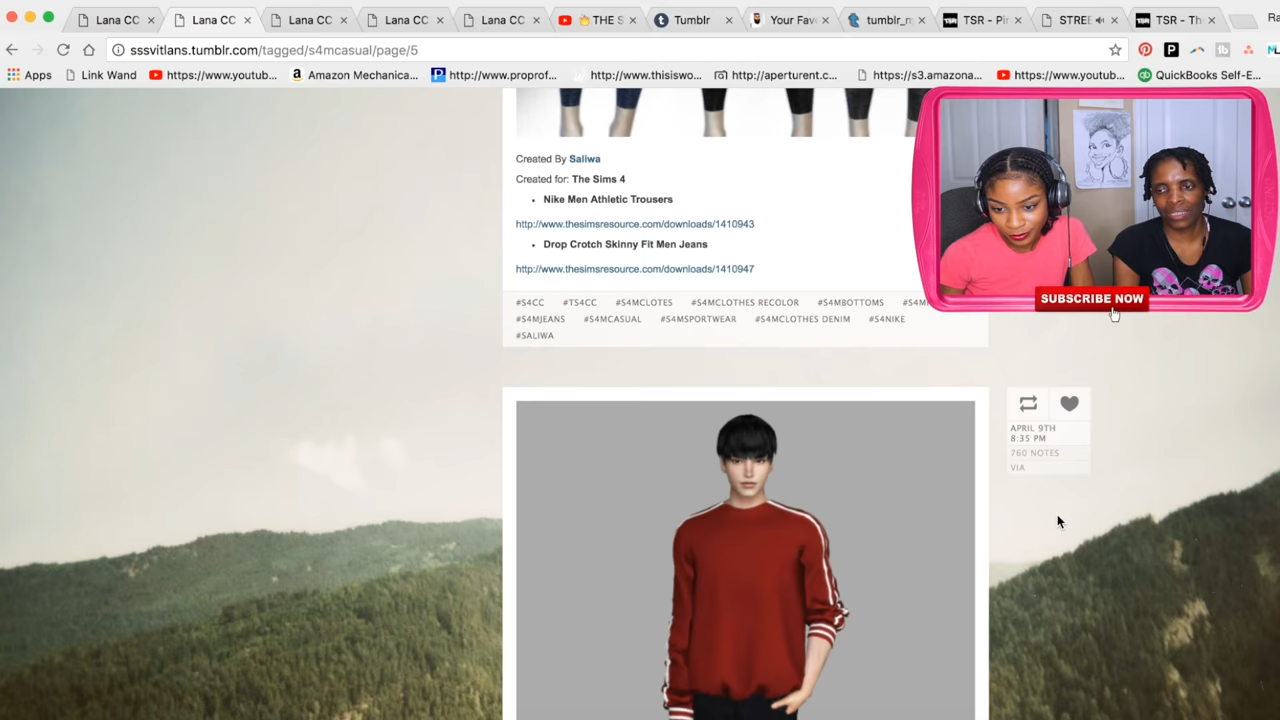 Lana CC
Lana CC
Lana CC
Lana CC
Lana CC
THE S
Tumblr
Your Fav
tumblr_n
TSR - Pi
STREE
TSR - Th
Ra
sssvitlans.tumblr.com/tagged/s4mcasual/page/5
Apps
Link Wand
https://www.youtub...
Amazon Mechanica...
http://www.proprof...
http://www.thisiswo...
http://aperturent.c...
https://s3.amazona...
https://www.youtub...
QuickBooks Self-E...
Created By Saliwa
Created for: The Sims 4
• Nike Men Athletic Trousers
http://www.thesimsresource.com/downloads/1410943
• Drop Crotch Skinny Fit Men Jeans
http://www.thesimsresource.com/downloads/1410947
#S4CC #TS4CC #S4MCLOTES #S4MCLOTHES RECOLOR #S4MBOTTOMS
#S4MJEANS #S4MCASUAL #S4MSPORTWEAR #S4MCLOTHES DENIM #S4NIKE
#SALIWA
SUBSCRIBE NOW
APRIL 9TH
8:35 PM
760 NOTES
VIA